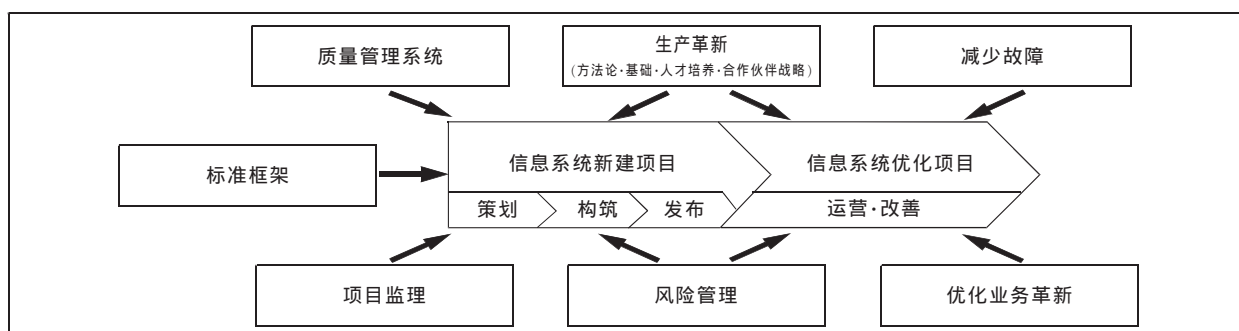 质量管理系统
生产革新
(方法论·基础·人才培养·合作伙伴战略)
减少故障
标准框架
信息系统新建项目
信息系统优化项目
策划
构筑
发布
运营·改善
项目监理
风险管理
优化业务革新